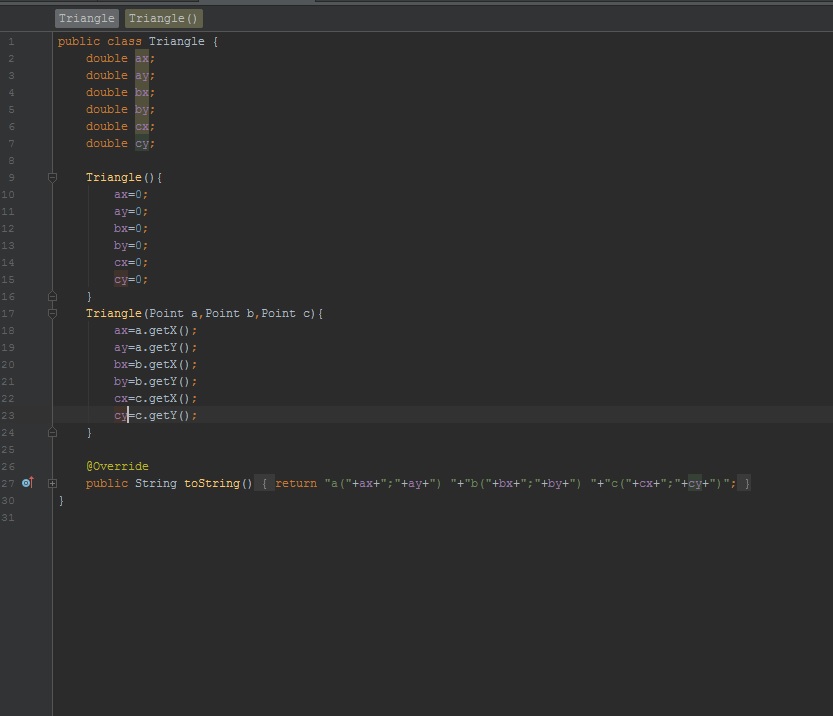 Triangle Triangle()
1 public class Triangle {
2 double ax;
3 double ay;
4 double bx;
5 double by;
6 double cx;
7 double cy;
8
9 Triangle(){
10 ax=0;
11 ay=0;
12 bx=0;
13 by=0;
14 cx=0;
15 cy=0;
16 }
17 Triangle(Point a,Point b,Point c){
18 ax=a.getX();
19 ay=a.getY();
20 bx=b.getX();
21 by=b.getY();
22 cx=c.getX();
23 cy=c.getY();
24 }
25
26 @Override
27 public String toString() { return "a("+ax+";"+ay+") "+"b("+bx+";"+by+") "+"c("+cx+";"+cy+")"; }
30 }
31